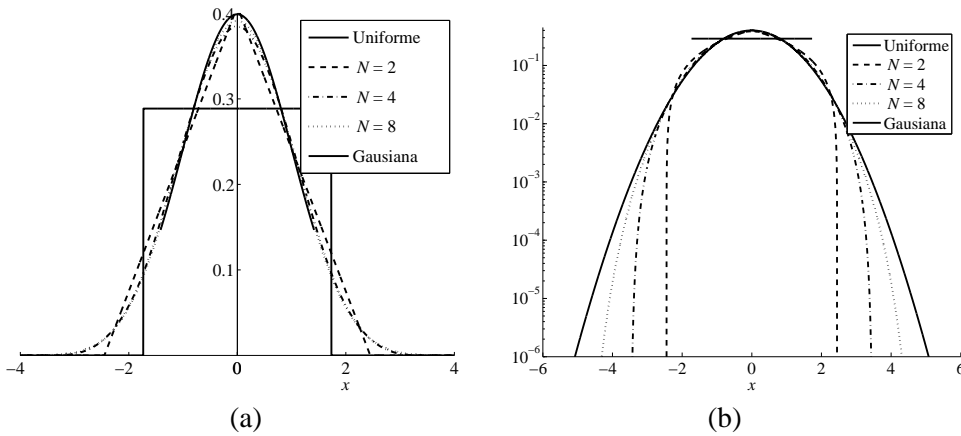 0.4
0.3
0.2
0.1
−4
−2
0
0
2
4
x
Uniforme
N = 2
N = 4
N = 8
Gausiana
(a)
10−1
10−2
10−3
10−4
10−5
10−6
−6
−4
−2
0
2
4
6
x
Uniforme
N = 2
N = 4
N = 8
Gausiana
(b)